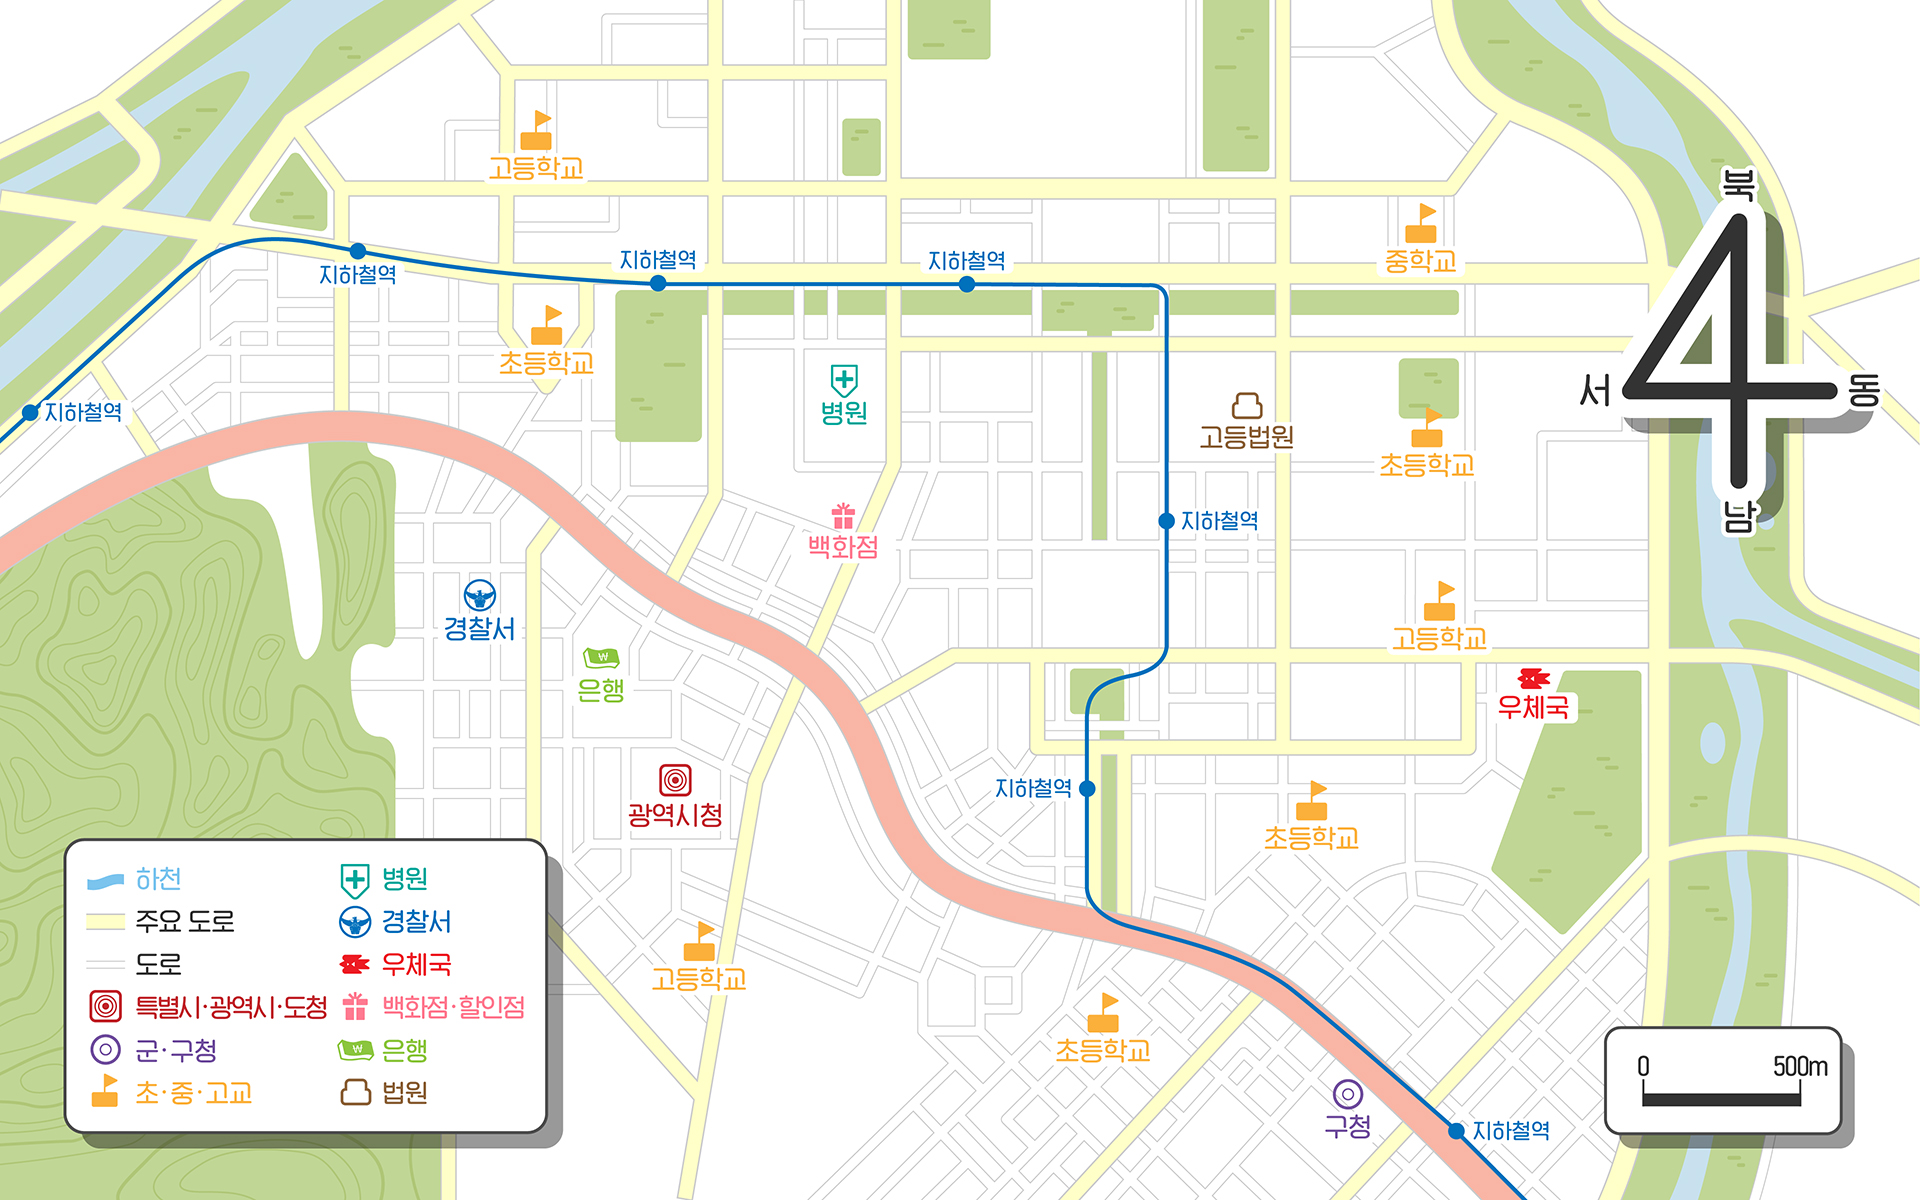 고등학교
북
중학교
지하철역
지하철역
지하철역
초등학교
지하철역
병원
고등법원
초등학교
서
동
남
지하철역
백화점
경찰서
고등학교
은행
우체국
지하철역
광역시청
초등학교
고등학교
초등학교
구청
지하철역
하천
주요 도로
도로
특별시·광역시·도청
군·구청
초·중·고교
병원
경찰서
우체국
백화점·할인점
₩
은행
법원
0 500m